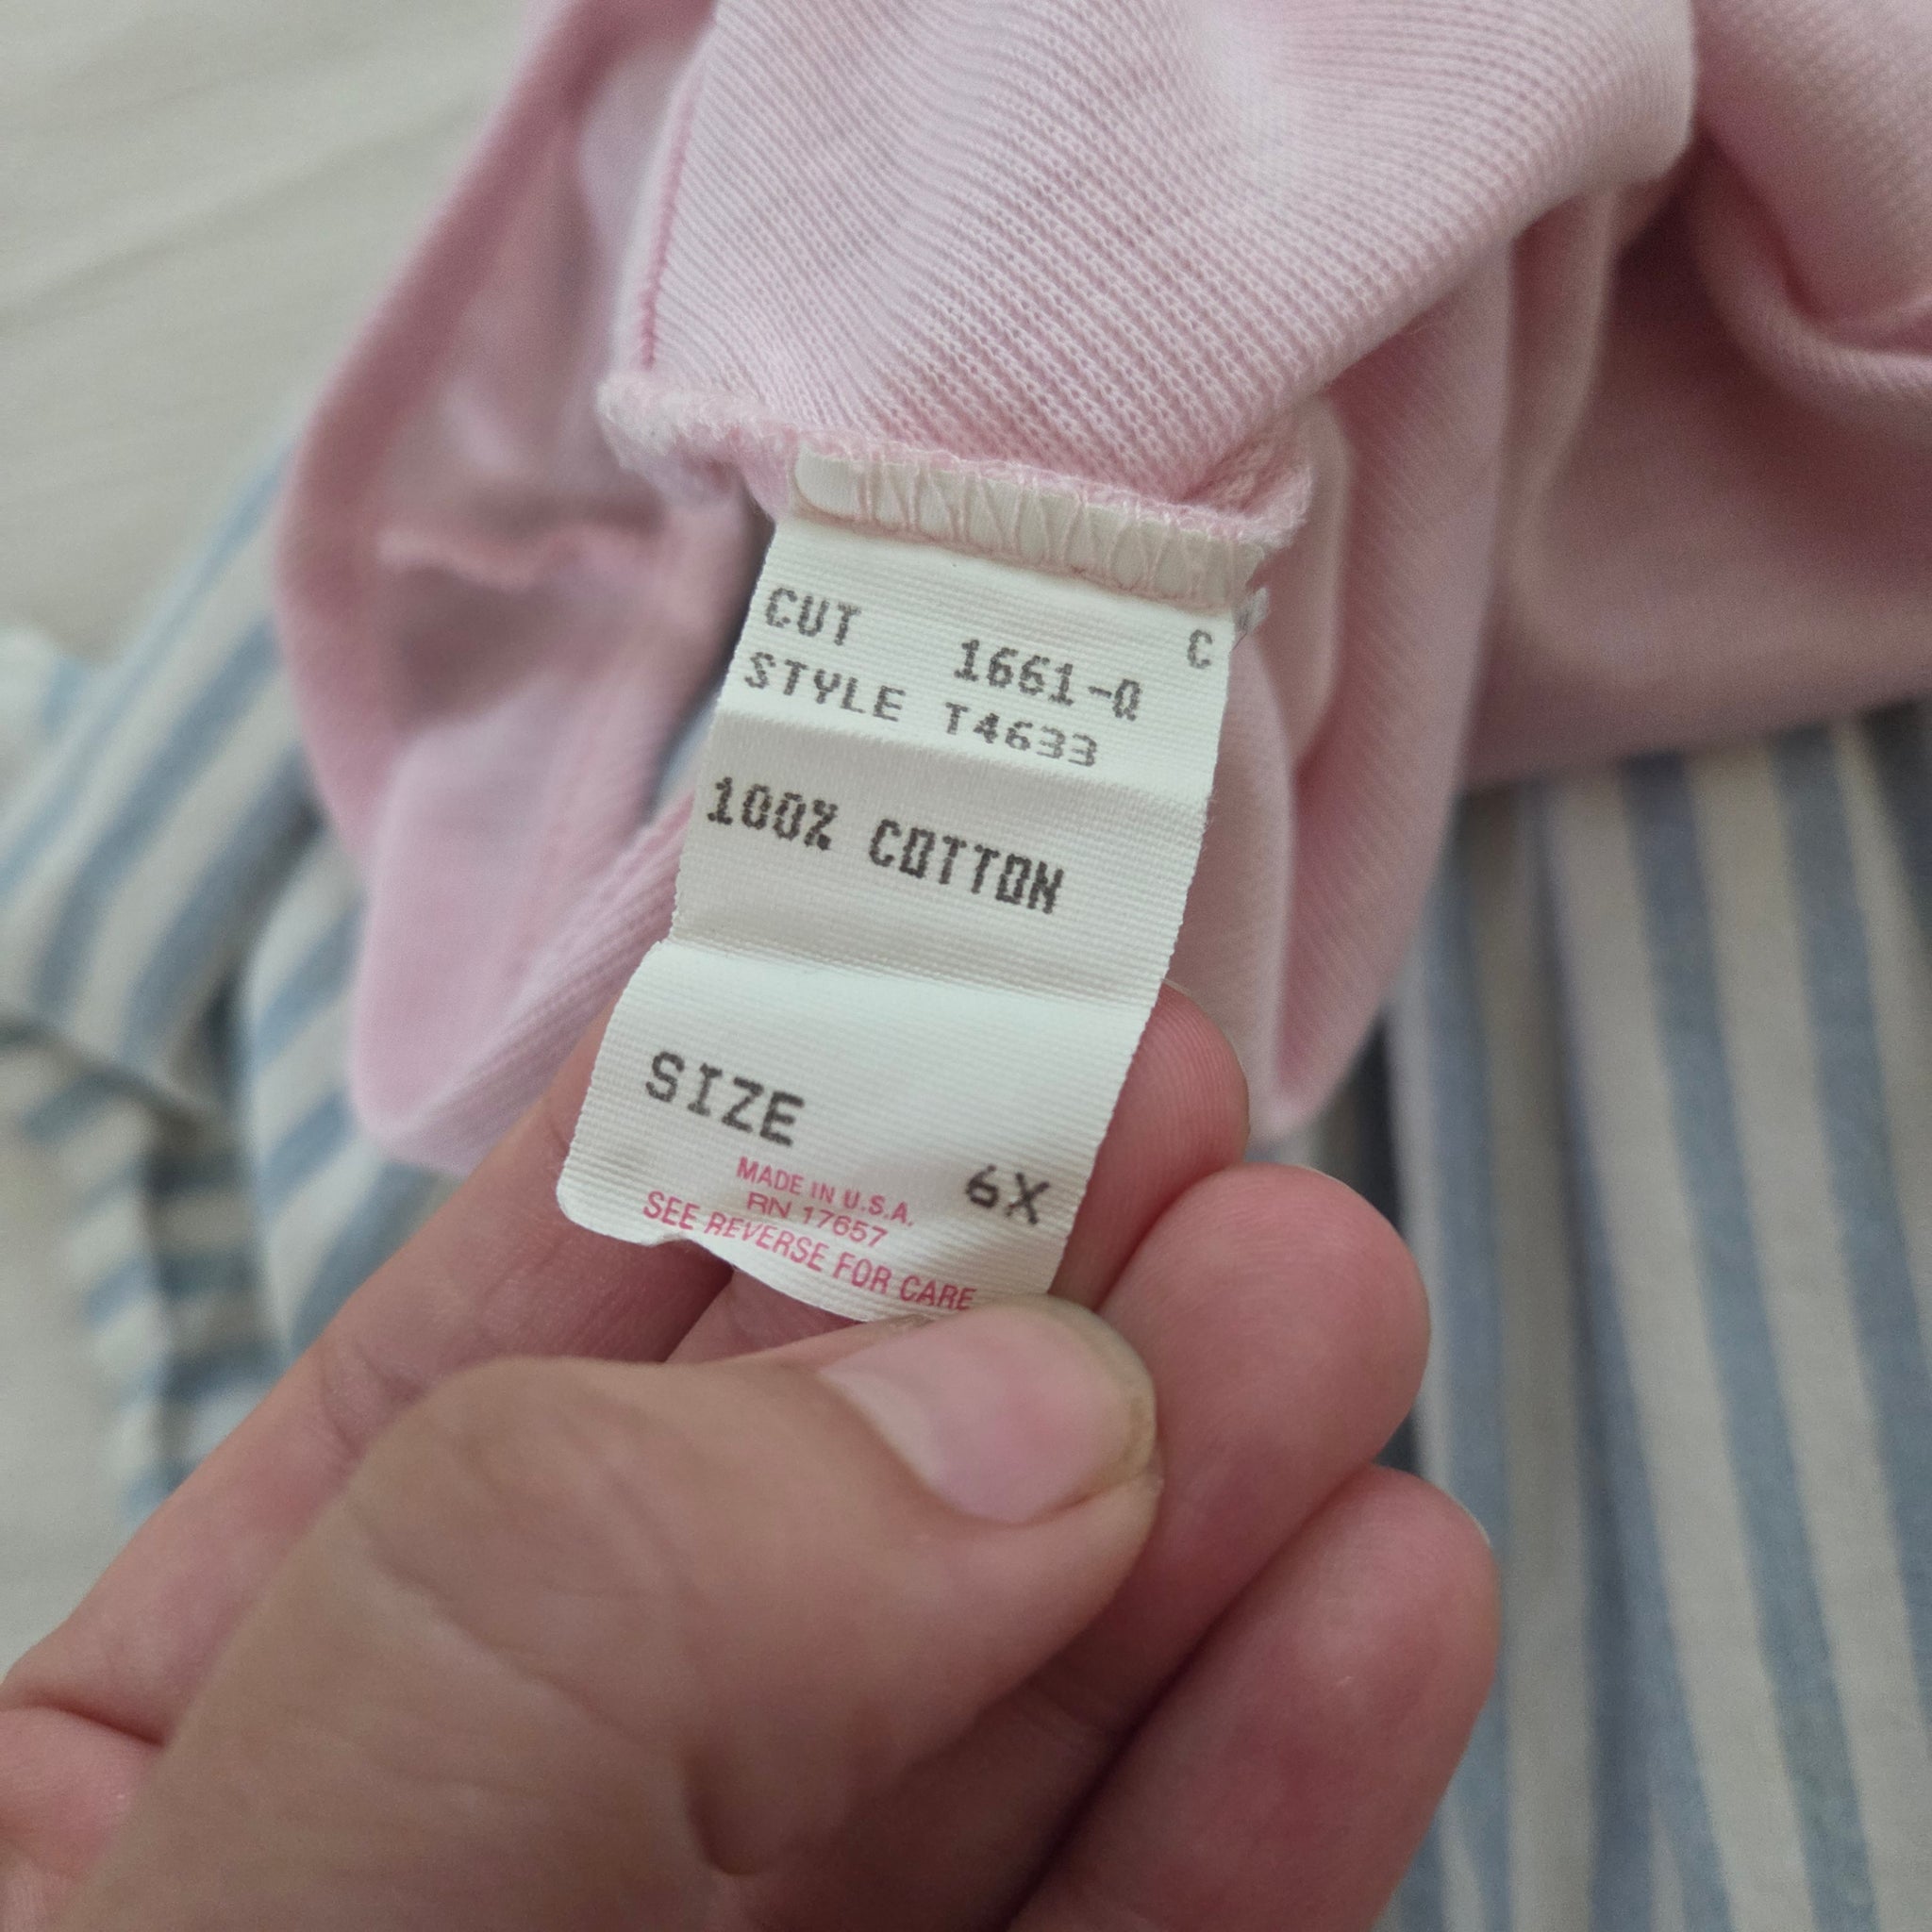 CUT C
1661-Q
STYLE T4633
100% COTTON
SIZE
6X
MADE IN U.S.A.
RN 17657
SEE REVERSE FOR CARE